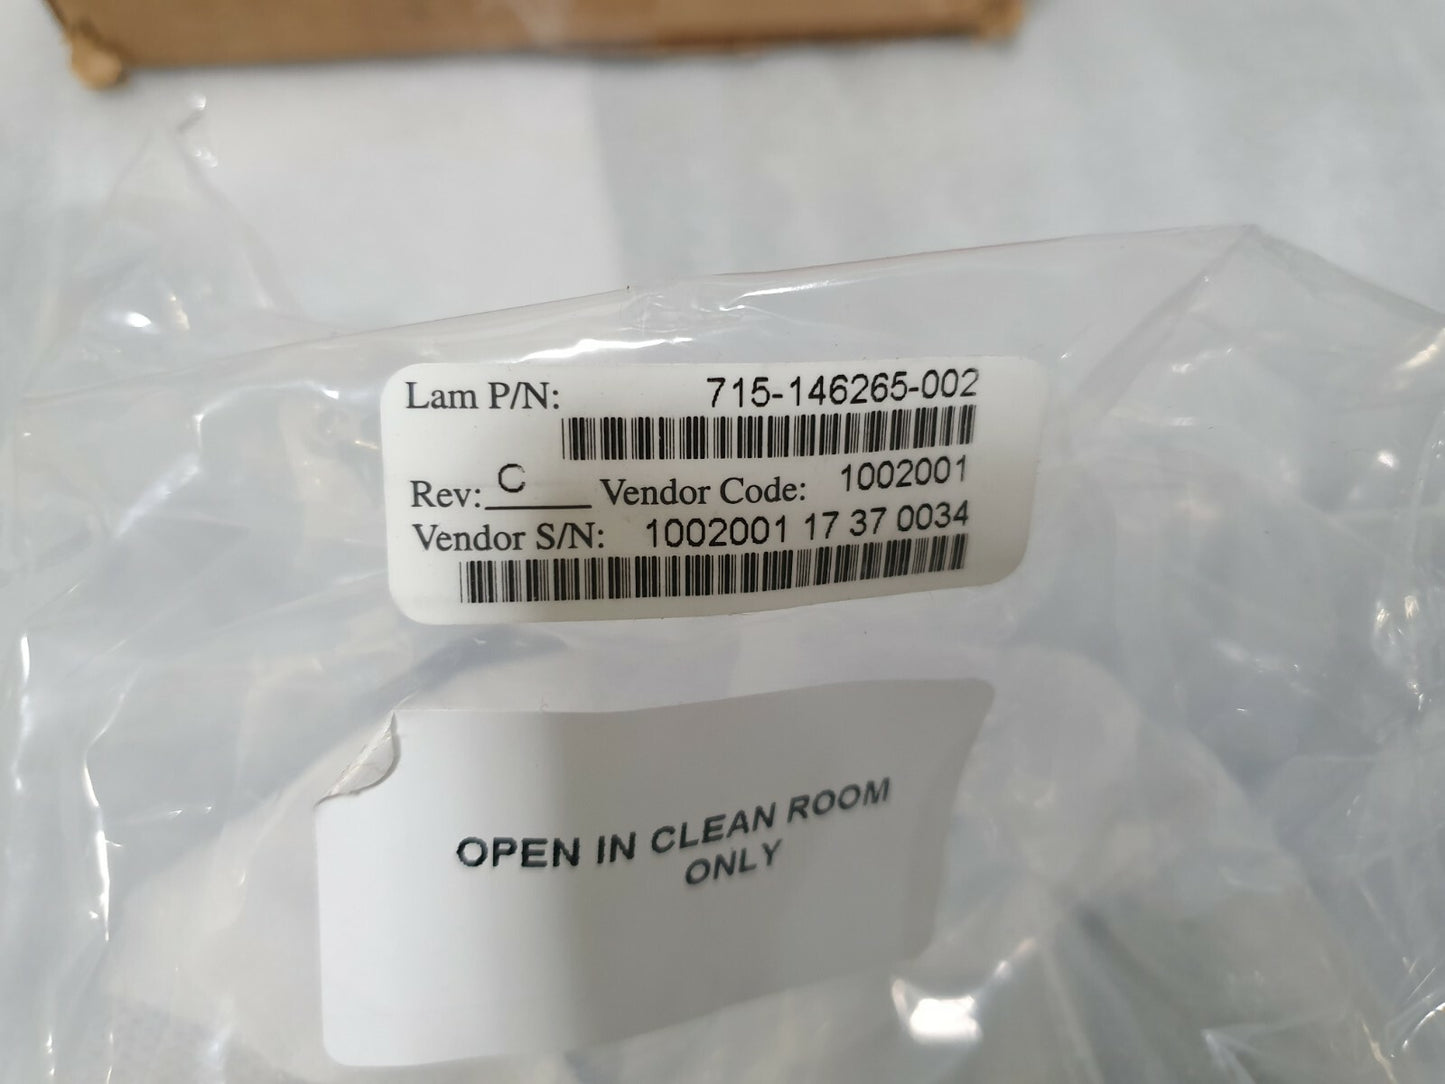 Lam P/N: 715-146265-002
Rev: C Vendor Code: 1002001
Vendor S/N: 1002001 17 37 0034
OPEN IN CLEAN ROOM
ONLY